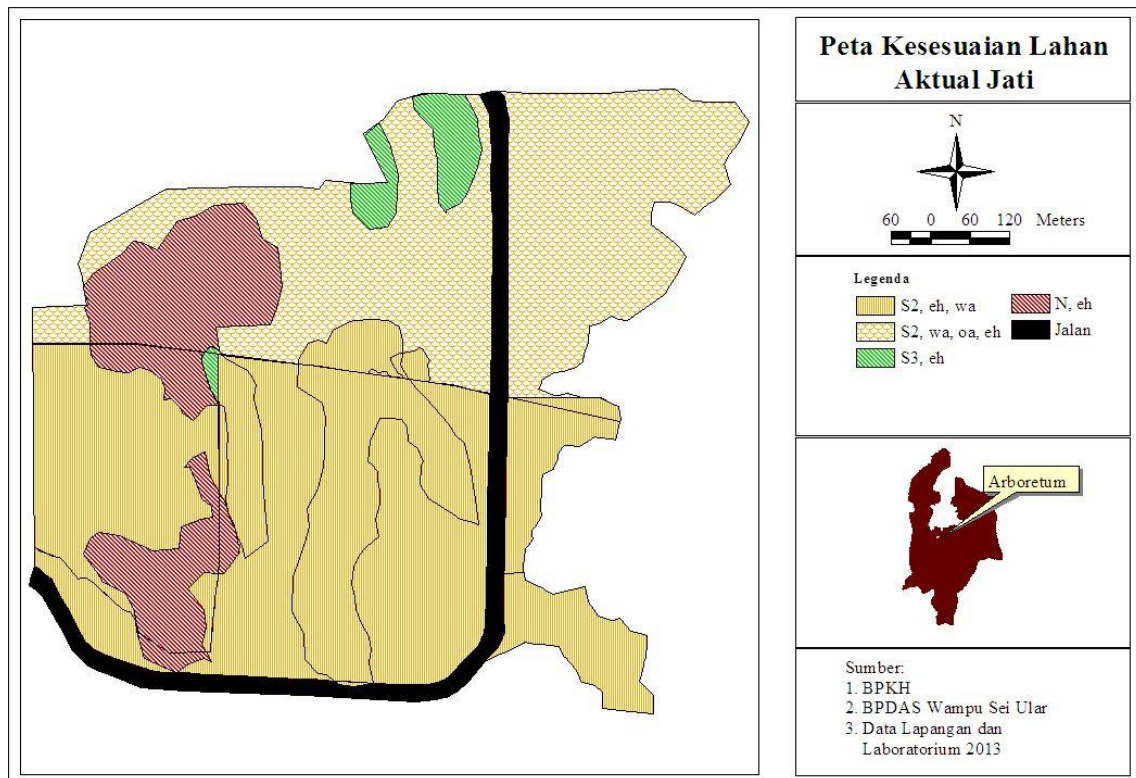 Peta Kesesuaian Lahan
Aktual Jati
N
60 0 60 120 Meters
Legenda
S2, eh, wa
S2, wa, oa, eh
S3, eh
N, eh
Jalan
Arboretum
Sumber:
1. BPKH
2. BPDAS Wampu Sei Ular
3. Data Lapangan dan
Laboratorium 2013